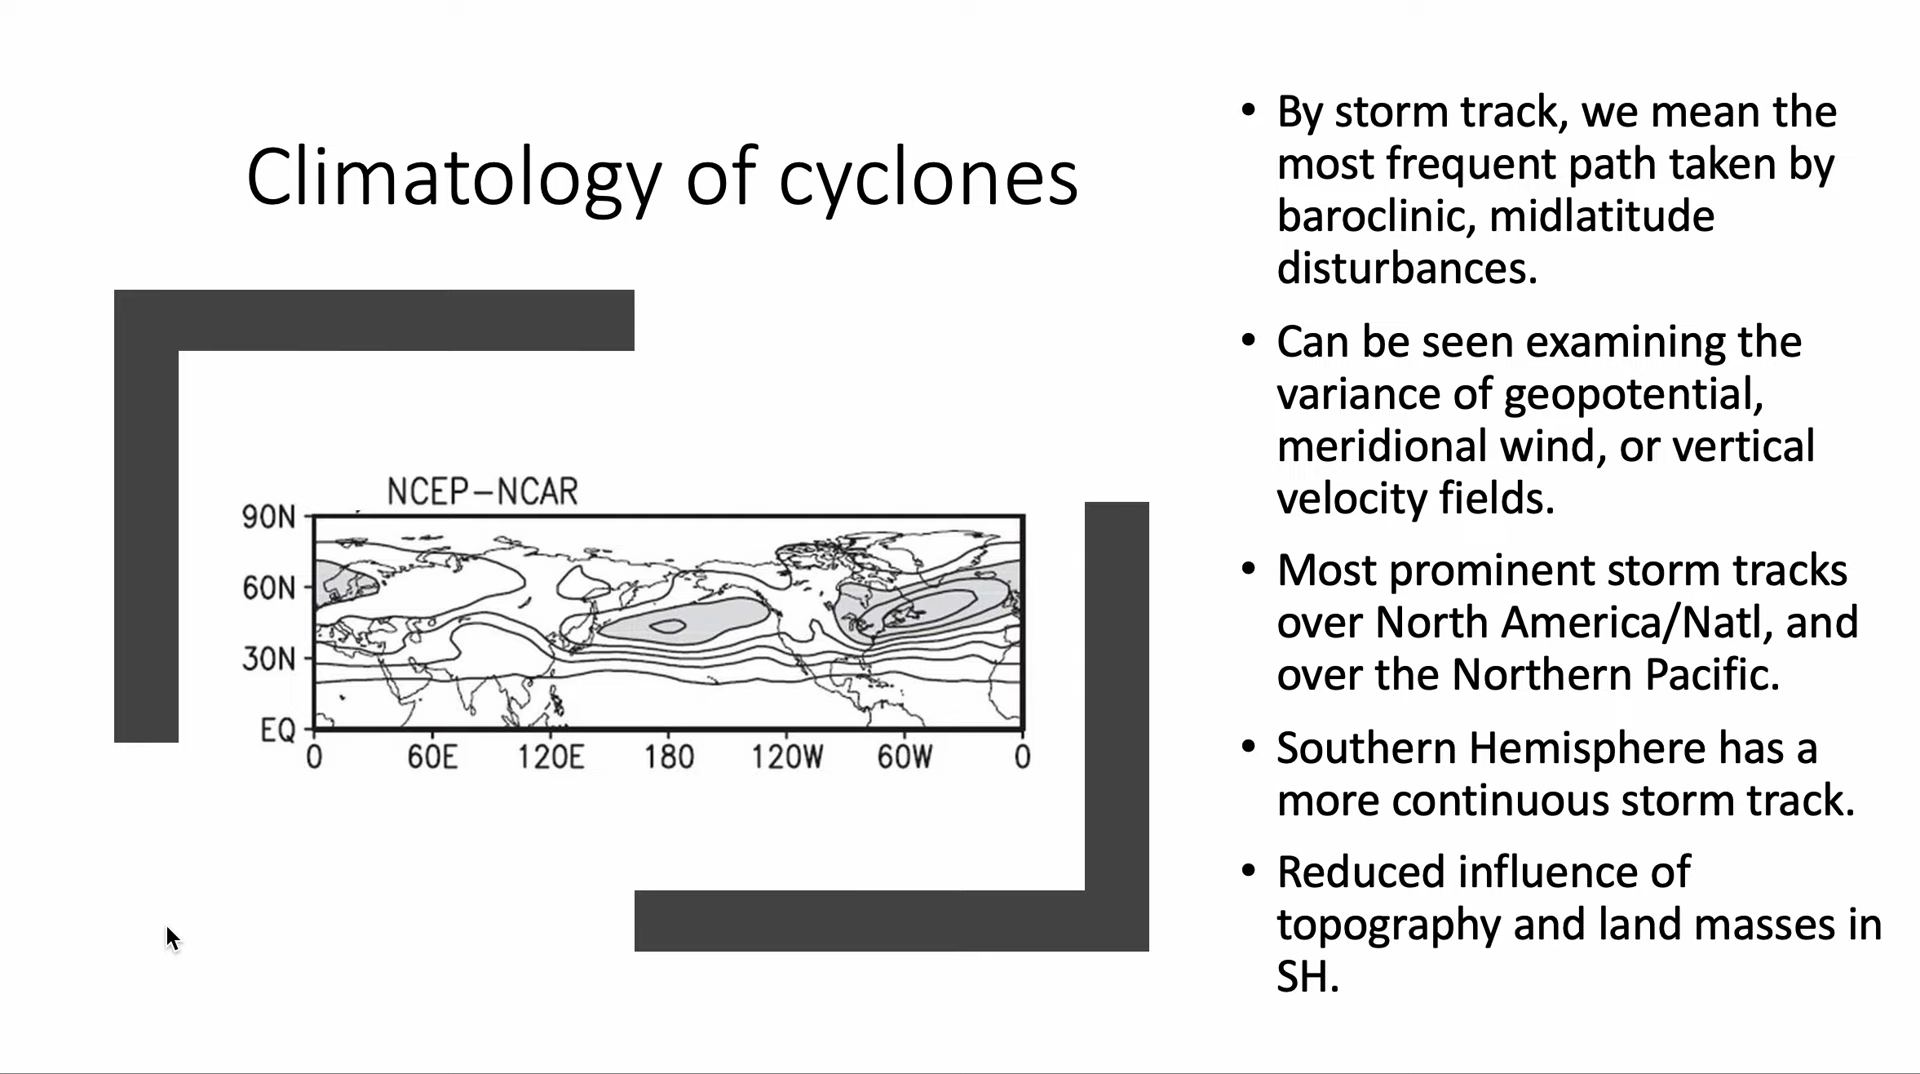 Climatology of cyclones
NCEP-NCAR
90N
60N
30N
EQ
0 60E 120E 180 120W 60W 0
• By storm track, we mean the
most frequent path taken by
baroclinic, midlatitude
disturbances.
• Can be seen examining the
variance of geopotential,
meridional wind, or vertical
velocity fields.
• Most prominent storm tracks
over North America/Natl, and
over the Northern Pacific.
• Southern Hemisphere has a
more continuous storm track.
• Reduced influence of
topography and land masses in
SH.